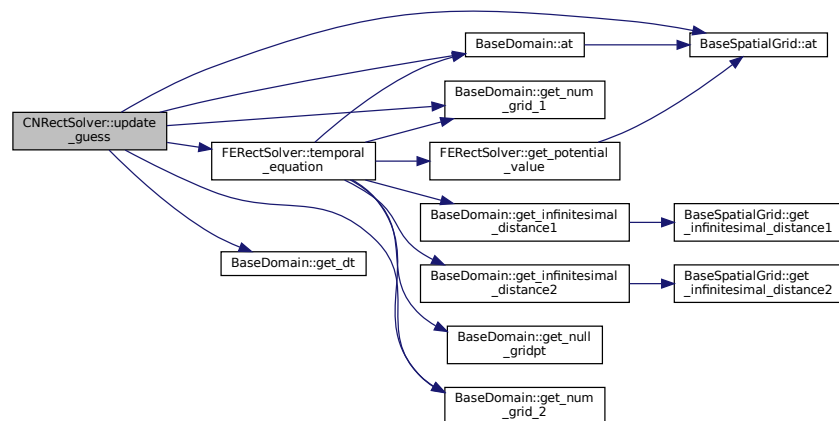 CNRectSolver::update
_guess
BaseDomain::at
BaseSpatialGrid::at
BaseDomain::get_num
_grid_1
FERectSolver::temporal
_equation
FERectSolver::get_potential
_value
BaseDomain::get_infinitesimal
_distance1
BaseSpatialGrid::get
_infinitesimal_distance1
BaseDomain::get_dt
BaseDomain::get_infinitesimal
_distance2
BaseSpatialGrid::get
_infinitesimal_distance2
BaseDomain::get_null
_gridpt
BaseDomain::get_num
_grid_2